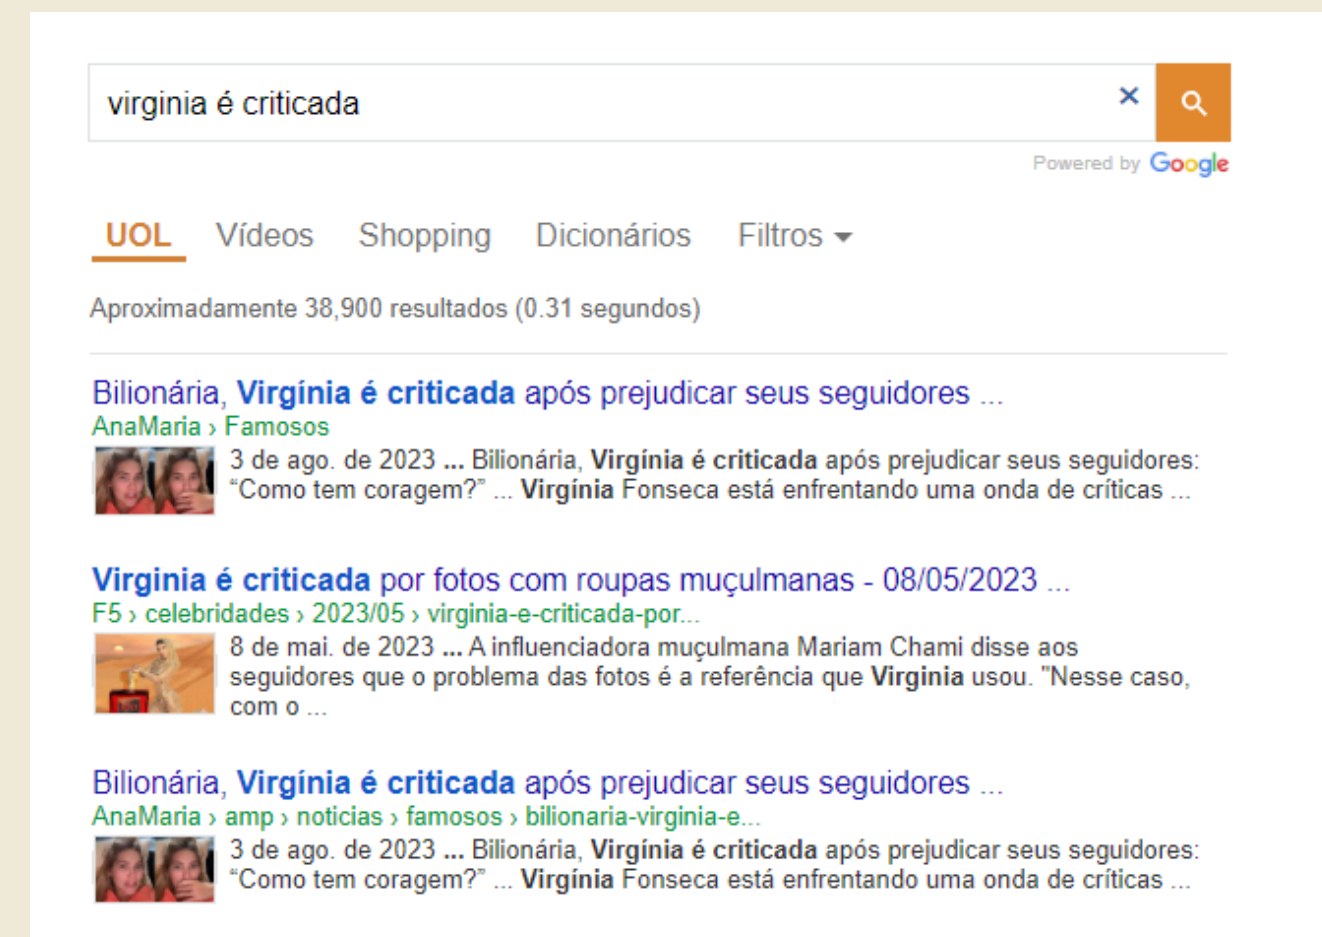 virginia é criticada
Powered by Google
UOL Vídeos Shopping Dicionários Filtros
Aproximadamente 38,900 resultados (0.31 segundos)
Bilionária, Virgínia é criticada após prejudicar seus seguidores ...
AnaMaria › Famosos
3 de ago. de 2023 ... Bilionária, Virgínia é criticada após prejudicar seus seguidores:
“Como tem coragem?” ... Virgínia Fonseca está enfrentando uma onda de críticas ...
Virginia é criticada por fotos com roupas muçulmanas - 08/05/2023 ...
F5 › celebridades › 2023/05 › virginia-e-criticada-por...
8 de mai. de 2023 ... A influenciadora muçulmana Mariam Chami disse aos
seguidores que o problema das fotos é a referência que Virginia usou. "Nesse caso,
com o ...
Bilionária, Virgínia é criticada após prejudicar seus seguidores ...
AnaMaria › amp › noticias › famosos › bilionaria-virginia-e...
3 de ago. de 2023 ... Bilionária, Virgínia é criticada após prejudicar seus seguidores:
“Como tem coragem?” ... Virgínia Fonseca está enfrentando uma onda de críticas ...